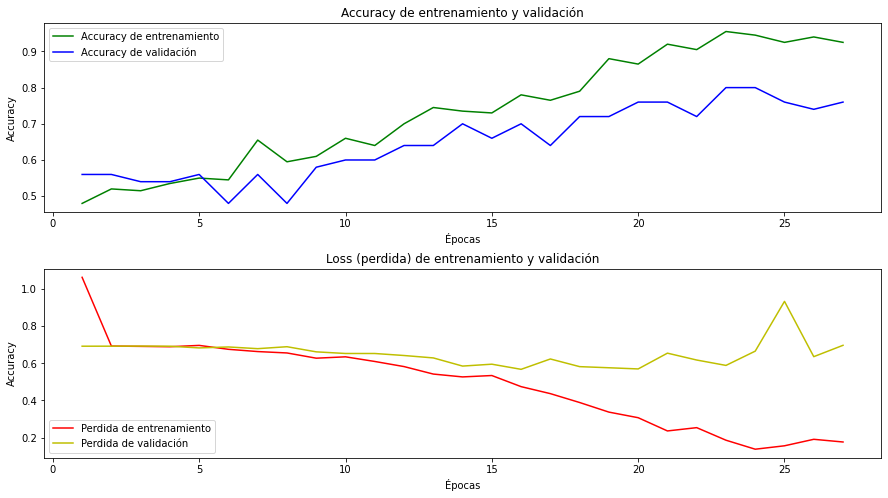 Accuracy de entrenamiento y validación
Accuracy de entrenamiento
Accuracy de validación
Accuracy
0.9
0.8
0.7
0.6
0.5
0 5 10 15 20 25
Épocas
Loss (perdida) de entrenamiento y validación
Accuracy
1.0
0.8
0.6
0.4
0.2
Perdida de entrenamiento
Perdida de validación
0 5 10 15 20 25
Épocas